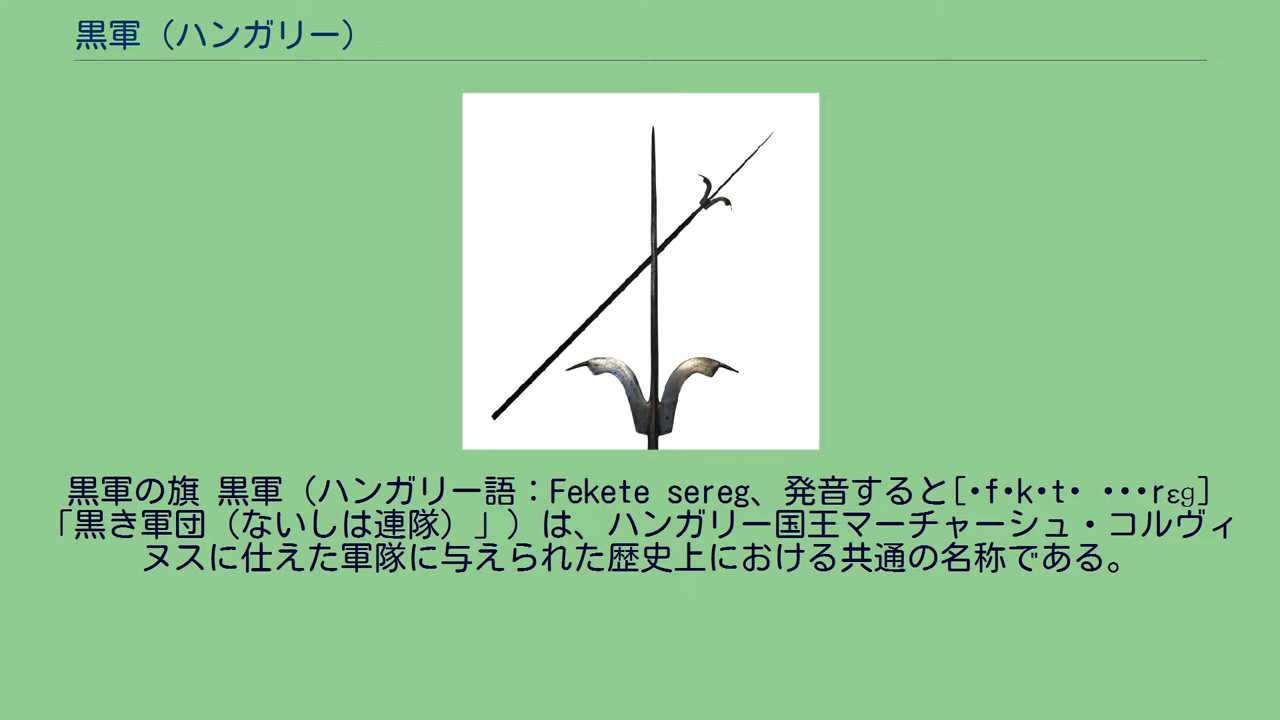 黒軍（ハンガリー）
黒軍の旗 黒軍（ハンガリー語：Fekete sereg、発音すると[･f･k･t･ ･･･rɛg]
「黒き軍団（ないしは連隊）」）は、ハンガリー国王マーチャーシュ・コルヴィ
ヌスに仕えた軍隊に与えられた歴史上における共通の名称である。